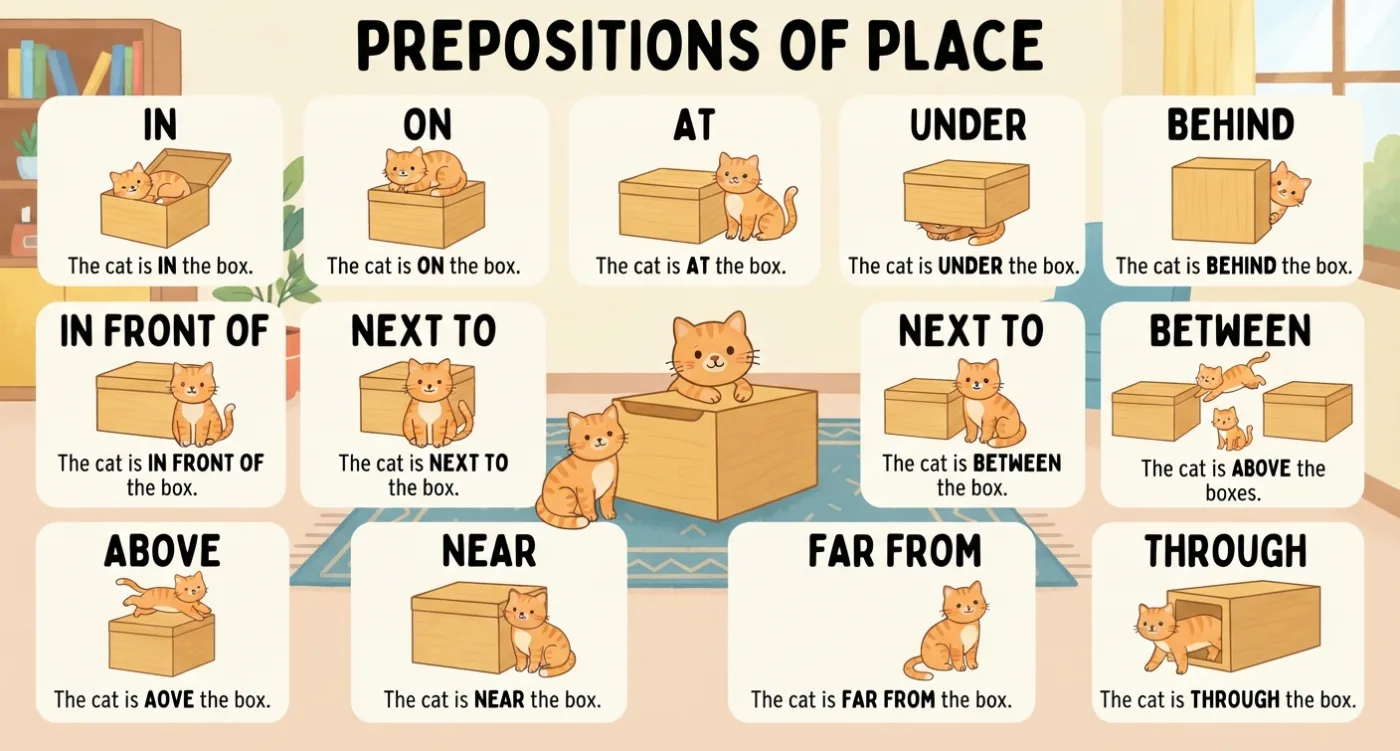 PREPOSITIONS OF PLACE
IN
The cat is IN the box.
ON
The cat is ON the box.
AT
The cat is AT the box.
UNDER
The cat is UNDER the box.
BEHIND
The cat is BEHIND the box.
IN FRONT OF
The cat is IN FRONT OF
the box.
NEXT TO
The cat is NEXT TO
the box.
NEXT TO
The cat is BETWEEN
the box.
BETWEEN
The cat is ABOVE the
boxes.
ABOVE
The cat is AOVE the box.
NEAR
The cat is NEAR the box.
FAR FROM
The cat is FAR FROM the box.
THROUGH
The cat is THROUGH the box.